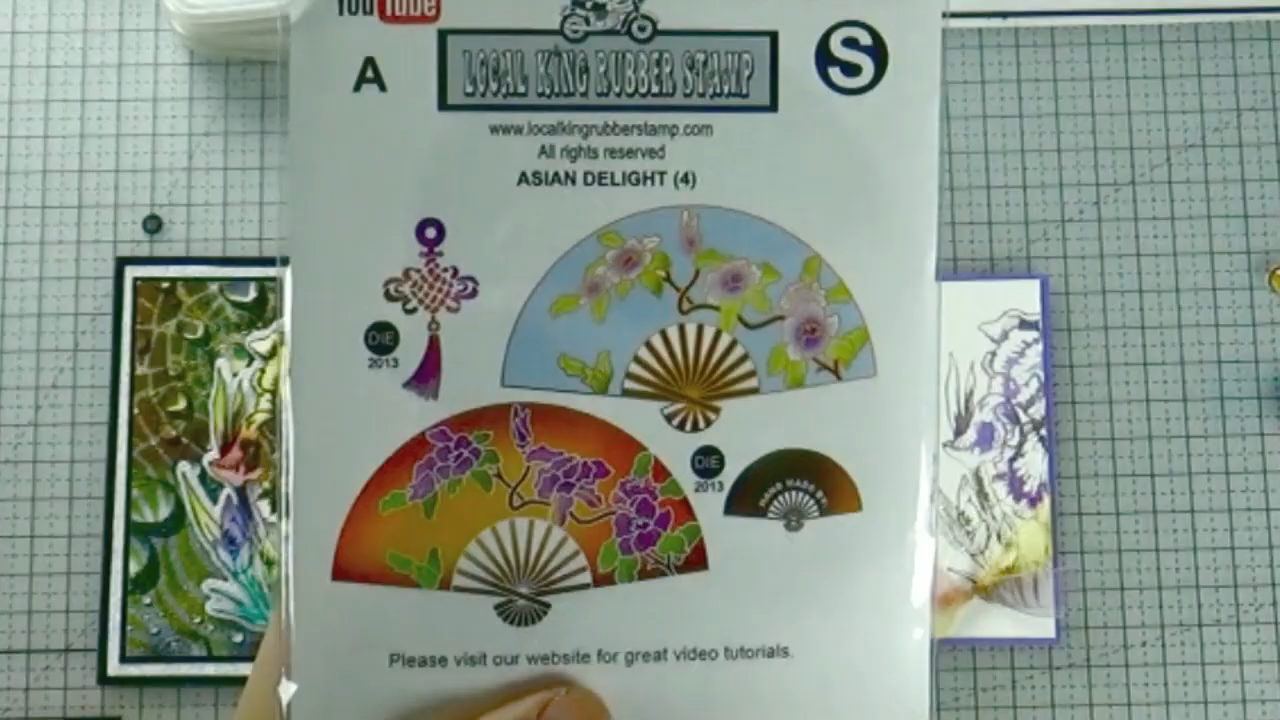 YouTube
A
LOCAL KING RUBBER STAMP
S
www.localkingrubberstamp.com
All rights reserved
ASIAN DELIGHT (4)
DIE
2013
DIE
2013
HAND MADE BY
Please visit our website for great video tutorials.